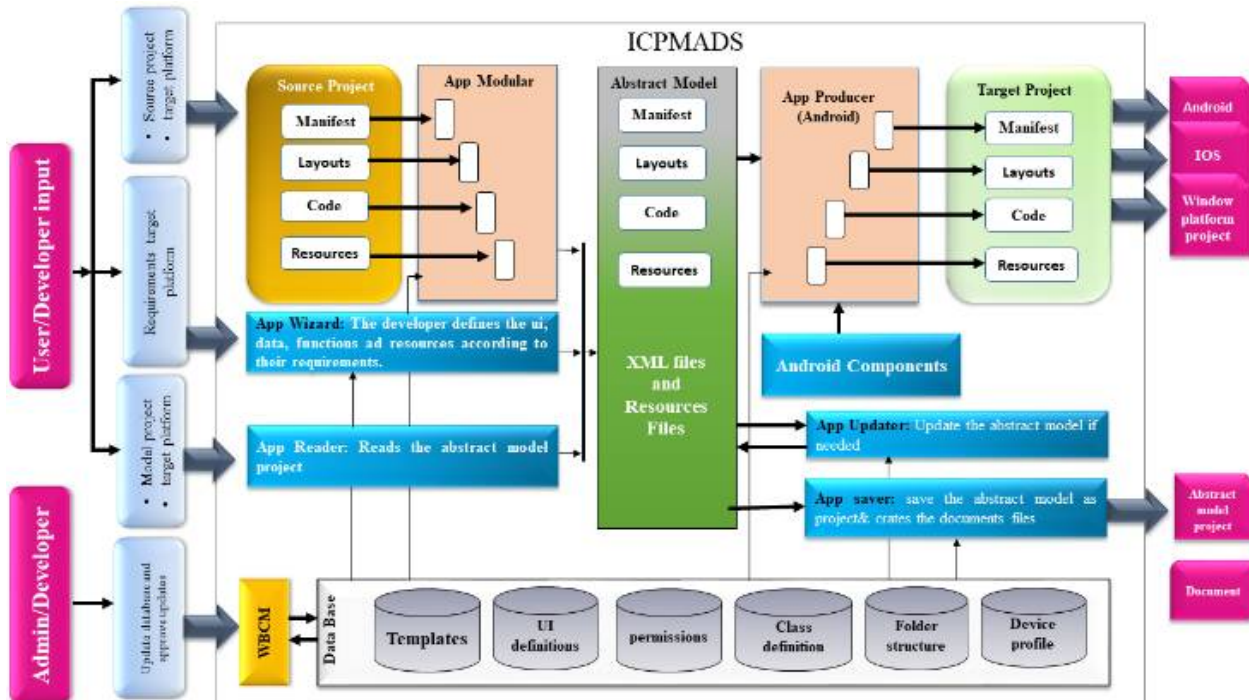 ICPMADS
User/Developer input
Admin/Developer
• Source project
• target platform
Requirements target
platform
• Modal project
• target platform
Updata database and
approve updates
Source Project
Manifest
Layouts
Code
Resources
App Modular
Abstract Model
Manifest
Layouts
Code
Resources
XML files
and
Resources
Files
App Producer
(Android)
Target Project
Manifest
Layouts
Code
Resources
Android
IOS
Window
platform
project
App Wizard: The developer defines the ui,
data, functions ad resources according to
their requirements.
Android Components
App Reader: Reads the abstract model
project
App Updater: Update the abstract model if
needed
App saver: save the abstract model as
project& crates the documents files
Abstract
model
project
Document
WBCM
Data Base
Templates
UI
definitions
permissions
Class
definition
Folder
structure
Device
profile